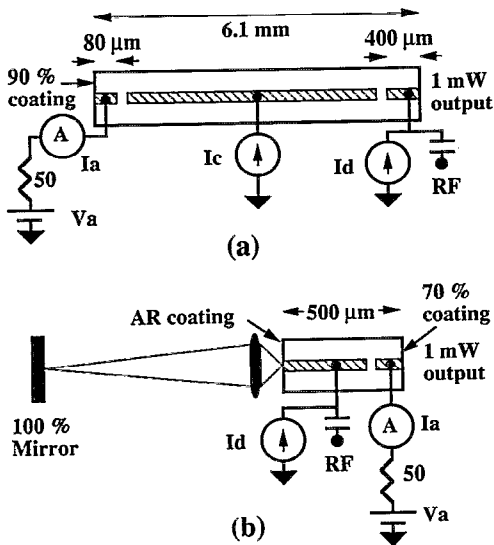 6.1 mm
80 μm
400 μm
90 %
coating
1 mW
output
A
Ia
Ic
Id
RF
50
Va
(a)
500 μm
70 %
coating
AR coating
1 mW
output
100 %
Mirror
Id
RF
A
Ia
50
Va
(b)